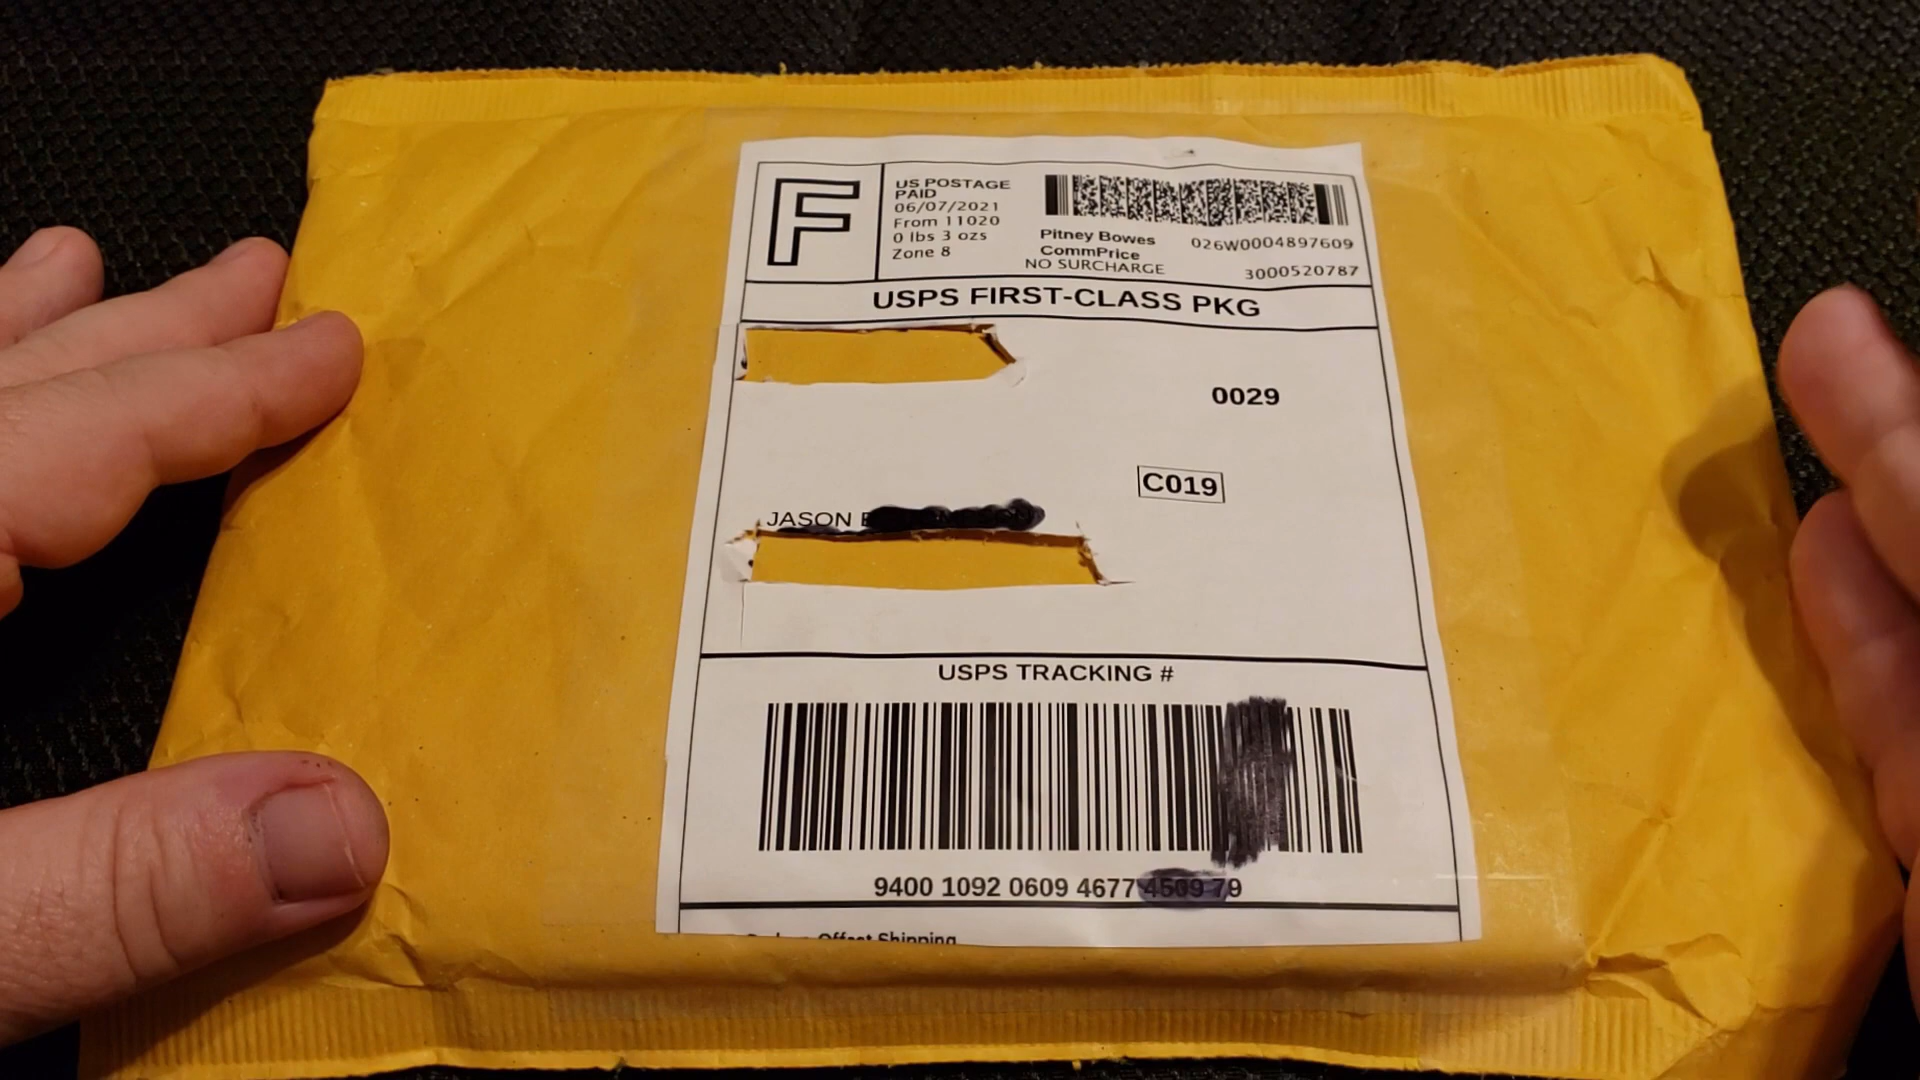 F
US POSTAGE
PAID
06/07/2021
From 11020
0 lbs 3 ozs
Zone 8
Pitney Bowes
CommPrice
NO SURCHARGE
026W0004897609
3000520787
USPS FIRST-CLASS PKG
0029
C019
JASON
USPS TRACKING #
9400 1092 0609 4677
Offset Shipping